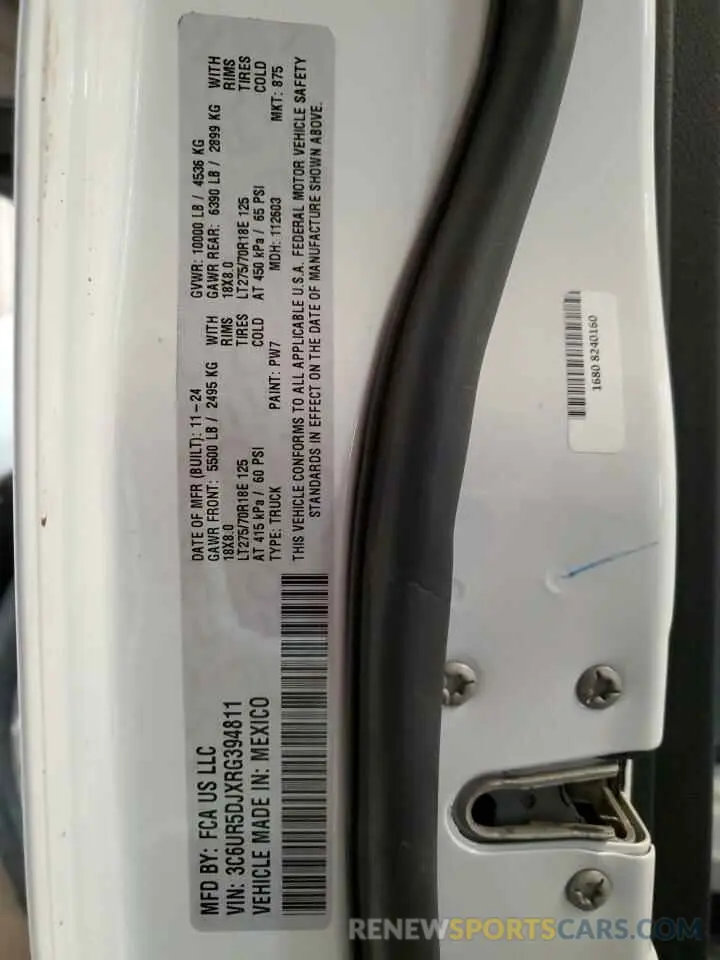 MFD BY: FCA US LLC
VIN: 3C6UR5DJXRG394811
VEHICLE MADE IN: MEXICO
DATE OF MFR (BUILT): 11-24
GVWR: 10000 LB / 4536 KG
GAWR FRONT: 5500 LB / 2495 KG WITH
GAWR REAR: 6390 LB / 2899 KG WITH
18X8.0 RIMS
18X8.0 RIMS
LT275/70R18E 125 TIRES
LT275/70R18E 125 TIRES
AT 415 kPa / 60 PSI COLD
AT 450 kPa / 65 PSI COLD
TYPE: TRUCK PAINT: PW7 MDH: 112603 MKT: 875
THIS VEHICLE CONFORMS TO ALL APPLICABLE U.S.A. FEDERAL MOTOR VEHICLE SAFETY
STANDARDS IN EFFECT ON THE DATE OF MANUFACTURE SHOWN ABOVE.
1680 8240160
RENEWSPORTSCARS.COM